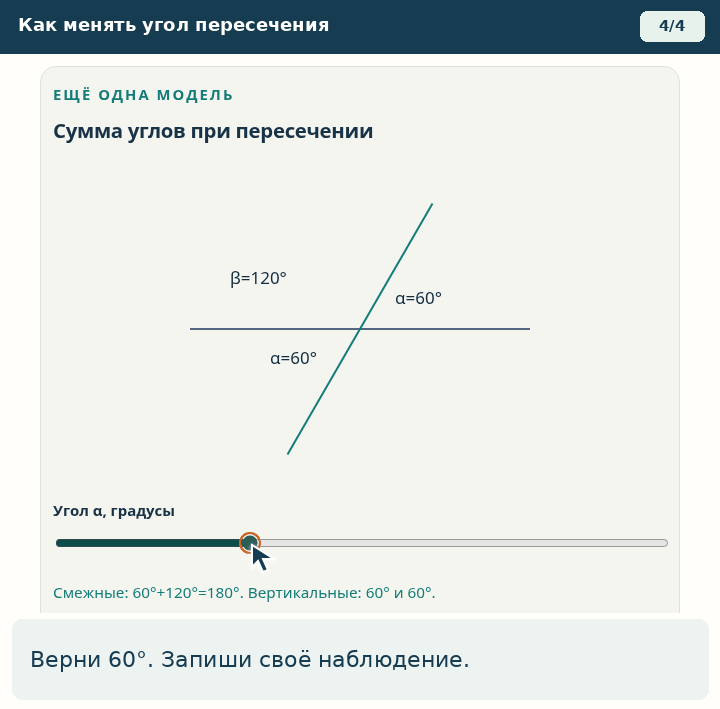 Как менять угол пересечения
4/4
ЕЩЁ ОДНА МОДЕЛЬ
Сумма углов при пересечении
β=120°
α=60°
α=60°
Угол α, градусы
Смежные: 60°+120°=180°. Вертикальные: 60° и 60°.
Верни 60°. Запиши своё наблюдение.